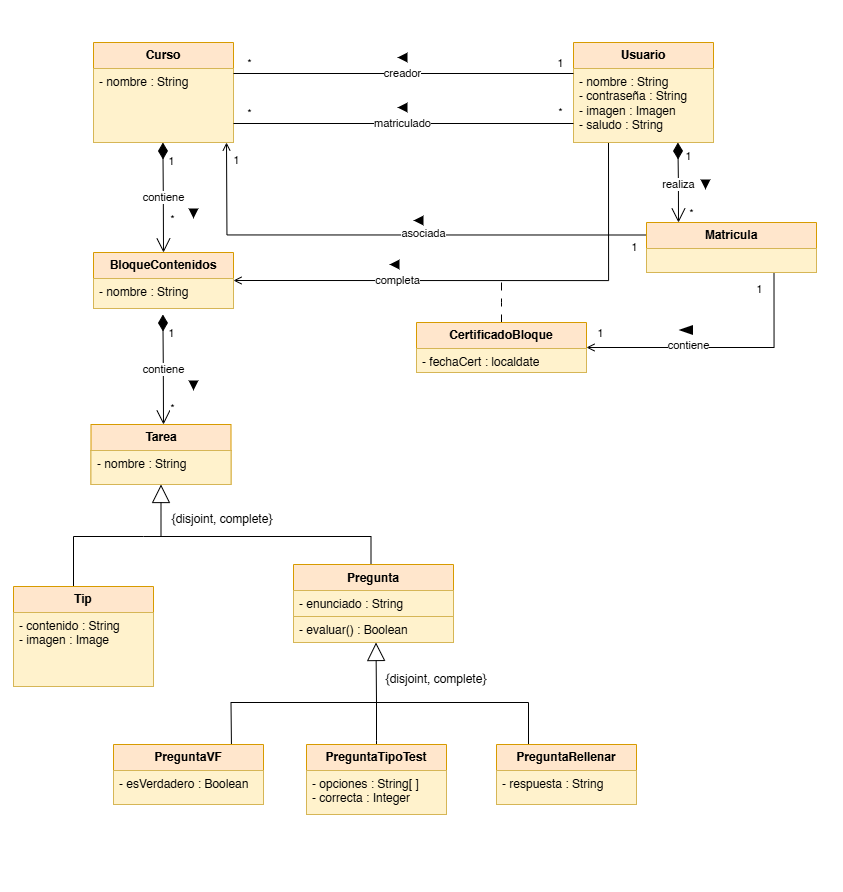 Curso
- nombre : String
*
creador
1
*
matriculado
*
Usuario
- nombre : String
- contraseña : String
- imagen : Imagen
- saludo : String
1
contiene
*
1
asociada
1
1
realiza
*
Matricula
BloqueContenidos
- nombre : String
completa
1
contiene
1
CertificadoBloque
- fechaCert : localdate
1
contiene
*
Tarea
- nombre : String
{disjoint, complete}
Tip
- contenido : String
- imagen : Image
Pregunta
- enunciado : String
- evaluar() : Boolean
{disjoint, complete}
PreguntaVF
- esVerdadero : Boolean
PreguntaTipoTest
- opciones : String[ ]
- correcta : Integer
PreguntaRellenar
- respuesta : String